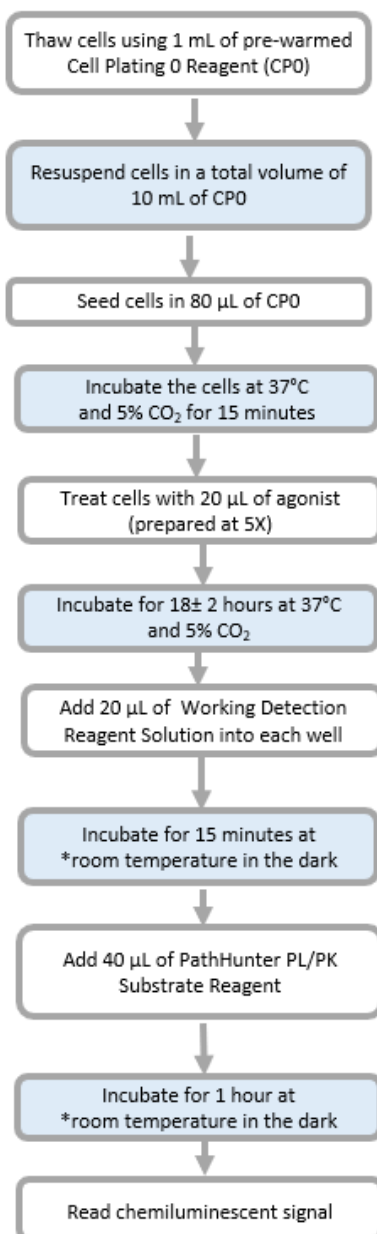 Thaw cells using 1 mL of pre-warmed
Cell Plating 0 Reagent (CP0)
Resuspend cells in a total volume of
10 mL of CP0
Seed cells in 80 µL of CP0
Incubate the cells at 37°C
and 5% CO₂ for 15 minutes
Treat cells with 20 µL of agonist
(prepared at 5X)
Incubate for 18± 2 hours at 37°C
and 5% CO₂
Add 20 µL of  Working Detection
Reagent Solution into each well
Incubate for 15 minutes at
*room temperature in the dark
Add 40 µL of PathHunter PL/PK
Substrate Reagent
Incubate for 1 hour at
*room temperature in the dark
Read chemiluminescent signal